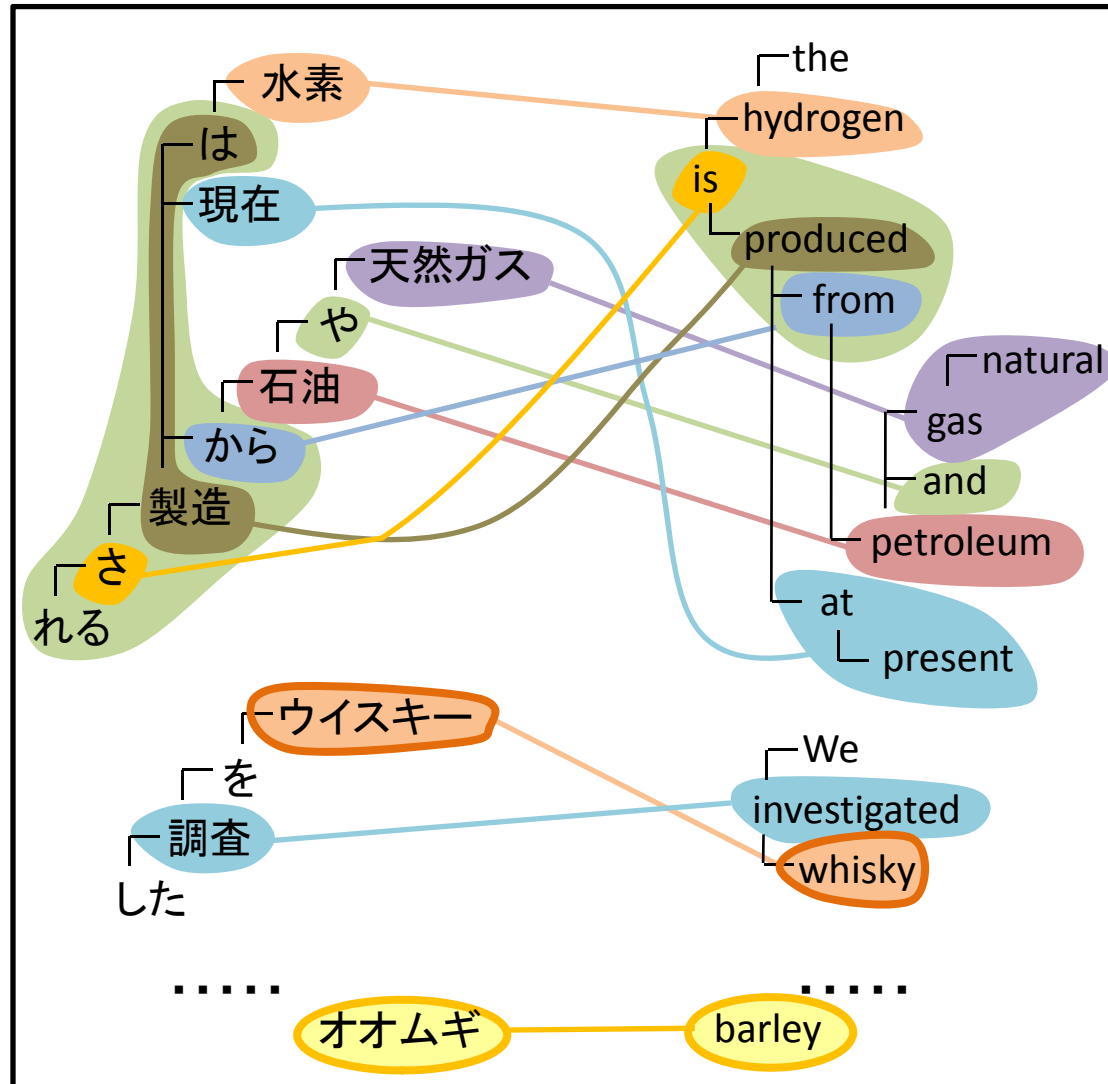 水素
は
現在
天然ガス
や
石油
から
製造
さ
れる
the
hydrogen
is
produced
from
natural
gas
and
petroleum
at
present
ウイスキー
を
調査
した
We
investigated
whisky
.....
.....
オオムギ
barley